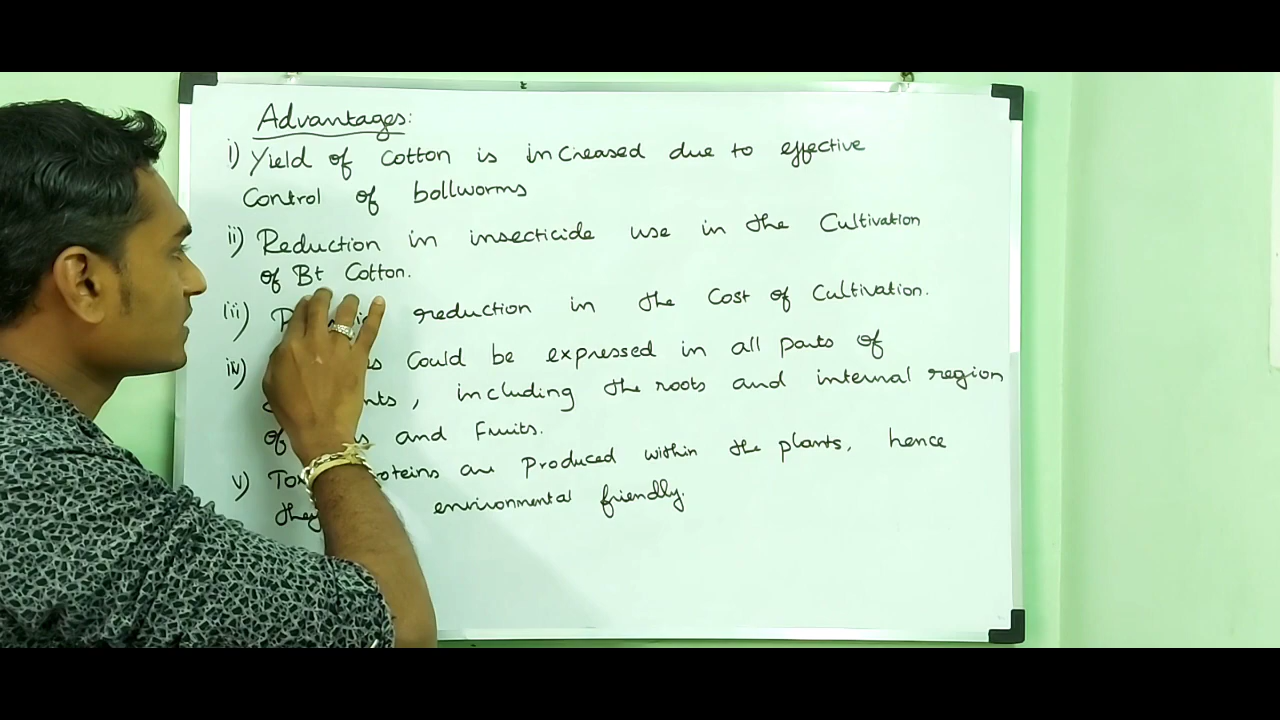 Advantages:
i) Yield of cotton is increased due to effective
Control of bollworms
ii) Reduction in insecticide use in the Cultivation
of Bt Cotton.
iii) reduction in the Cost of Cultivation.
iv) Could be expressed in all parts of
, including the roots and internal region
of and Fruits.
v) are produced within the plants, hence
they environmental friendly.